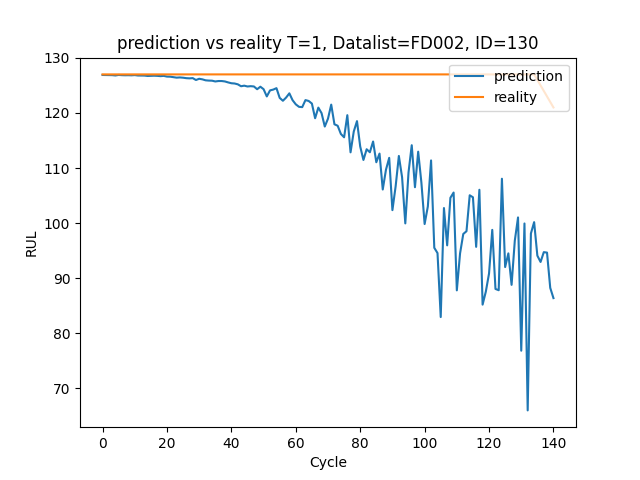 prediction vs reality T=1, Datalist=FD002, ID=130
130
120
110
100
90
80
70
RUL
prediction
reality
0 20 40 60 80 100 120 140
Cycle